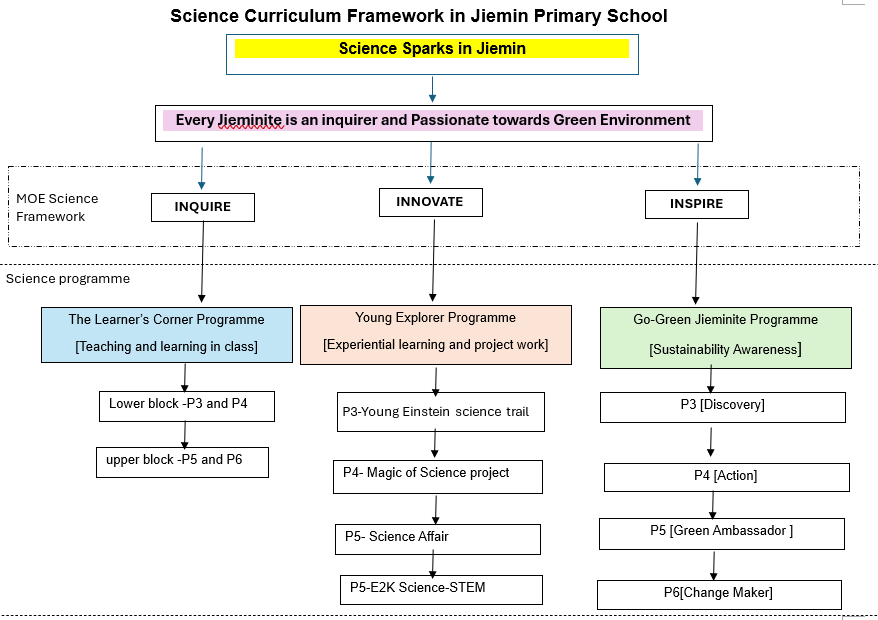 Science Curriculum Framework in Jiemin Primary School
Science Sparks in Jiemin
Every Jieminite is an inquirer and Passionate towards Green Environment
MOE Science
Framework
INQUIRE
INNOVATE
INSPIRE
Science programme
The Learner’s Corner Programme
[Teaching and learning in class]
Lower block -P3 and P4
upper block -P5 and P6
Young Explorer Programme
[Experiential learning and project work]
P3-Young Einstein science trail
P4- Magic of Science project
P5- Science Affair
P5-E2K Science-STEM
Go-Green Jieminite Programme
[Sustainability Awareness]
P3 [Discovery]
P4 [Action]
P5 [Green Ambassador ]
P6[Change Maker]